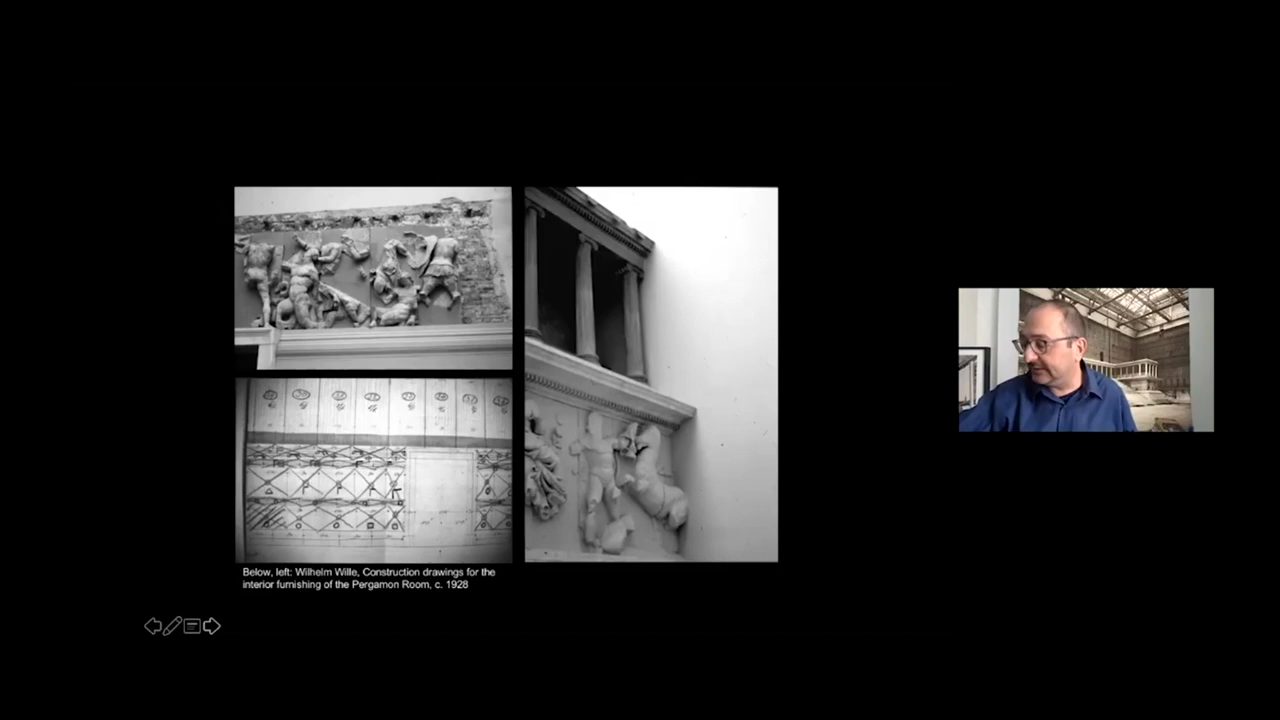 Below, left: Wilhelm Wille, Construction drawings for the
interior furnishing of the Pergamon Room, c. 1928